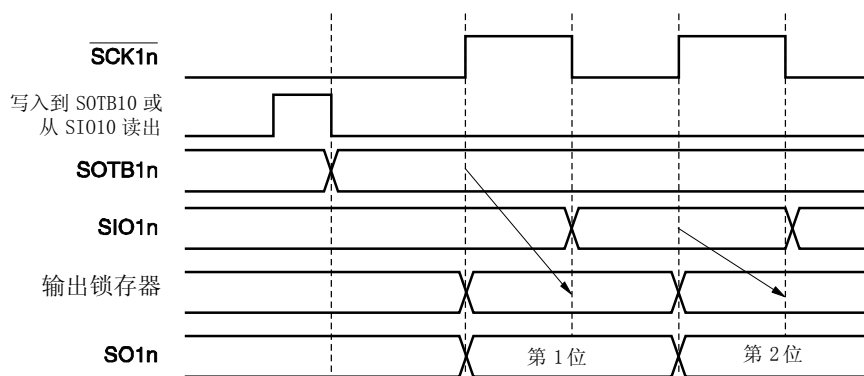 SCK1n
写入到 SOTB10 或
从 SIO10 读出
SOTB1n
SIO1n
输出锁存器
SO1n
第 1 位
第 2 位